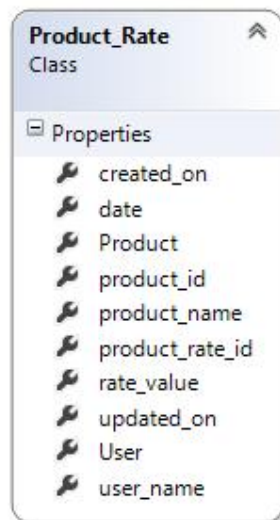 Product_Rate
Class
Properties
created_on
date
Product
product_id
product_name
product_rate_id
rate_value
updated_on
User
user_name